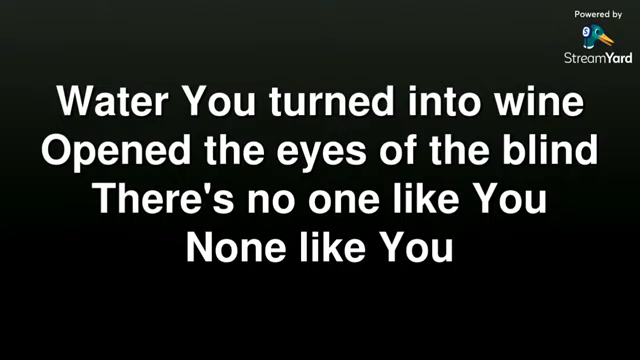 Powered by
StreamYard
Water You turned into wine
Opened the eyes of the blind
There's no one like You
None like You